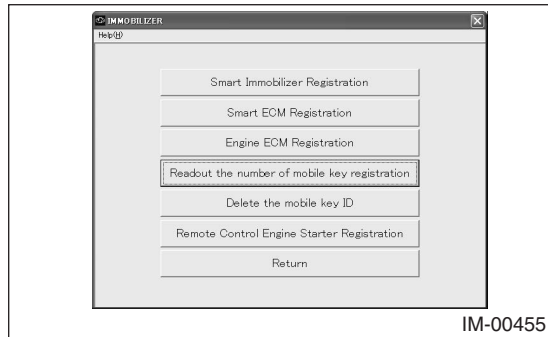 IMMOBILIZER
Help(H)
Smart Immobilizer Registration
Smart ECM Registration
Engine ECM Registration
Readout the number of mobile key registration
Delete the mobile key ID
Remote Control Engine Starter Registration
Return
IM-00455